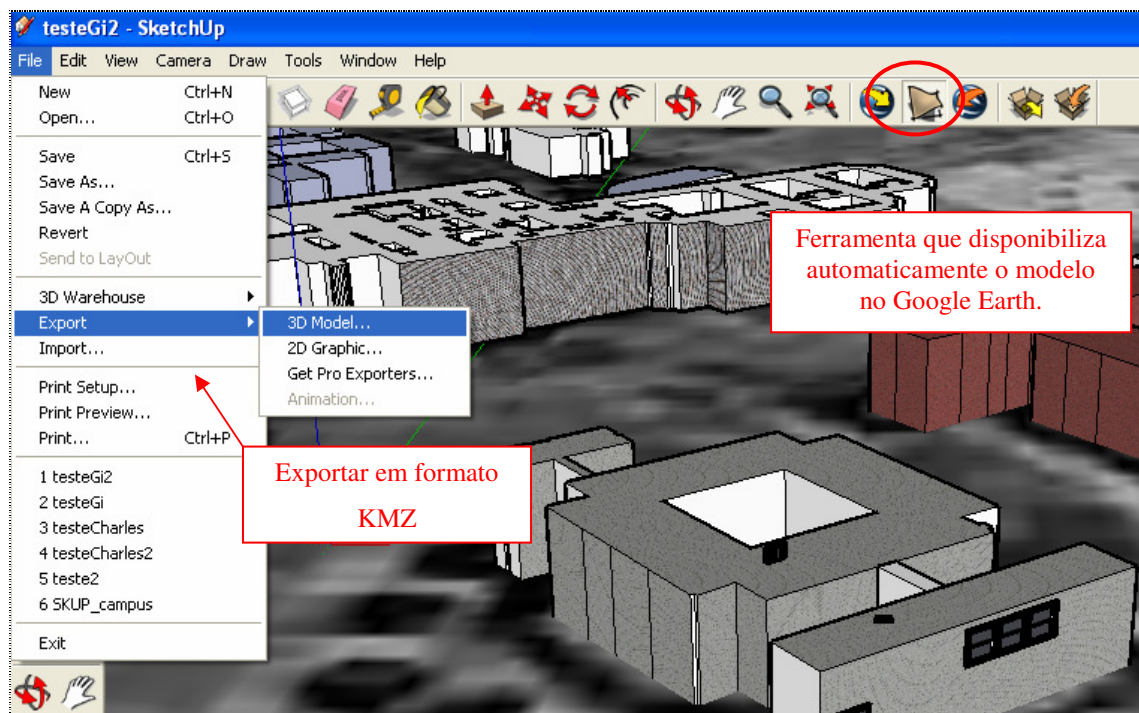 testeGi2 - SketchUp
File Edit View Camera Draw Tools Window Help
New Ctrl+N
Open... Ctrl+O
Save Ctrl+S
Save As...
Save A Copy As...
Revert
Send to LayOut
3D Warehouse
Export
Import...
Print Setup...
Print Preview...
Print... Ctrl+P
1 testeGi2
2 testeGi
3 testeCharles
4 testeCharles2
5 teste2
6 SKUP_campus
Exit
3D Model...
2D Graphic...
Get Pro Exporters...
Animation...
Ferramenta que disponibiliza
automaticamente o modelo
no Google Earth.
Exportar em formato
KMZ